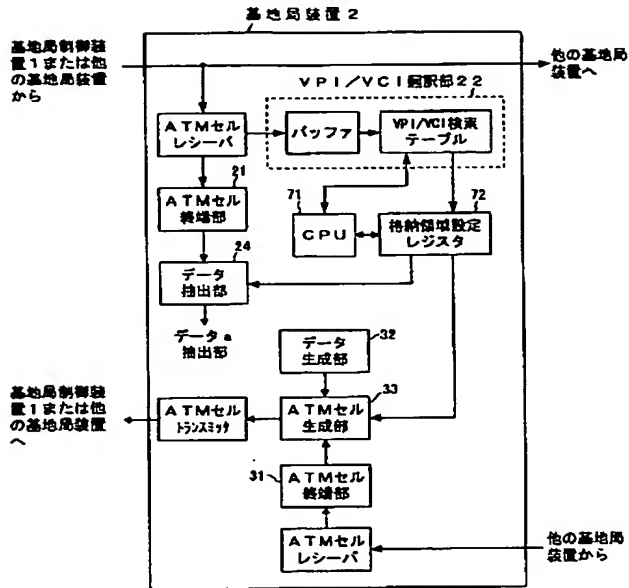 基地局装置2
基地局制御装
置1または他
の基地局装置
から
他の基地局
装置へ
VPI/VCI翻訳部22
ATMセル
レシーバ
バッファ
VPI/VCI検索
テーブル
21
ATMセル
終端部
71
CPU
72
格納領域設定
レジスタ
24
データ
抽出部
データa
抽出部
32
データ
生成部
基地局制御装
置1または他
の基地局装置
へ
ATMセル
トランスミッタ
33
ATMセル
生成部
31
ATMセル
終端部
ATMセル
レシーバ
他の基地局
装置から